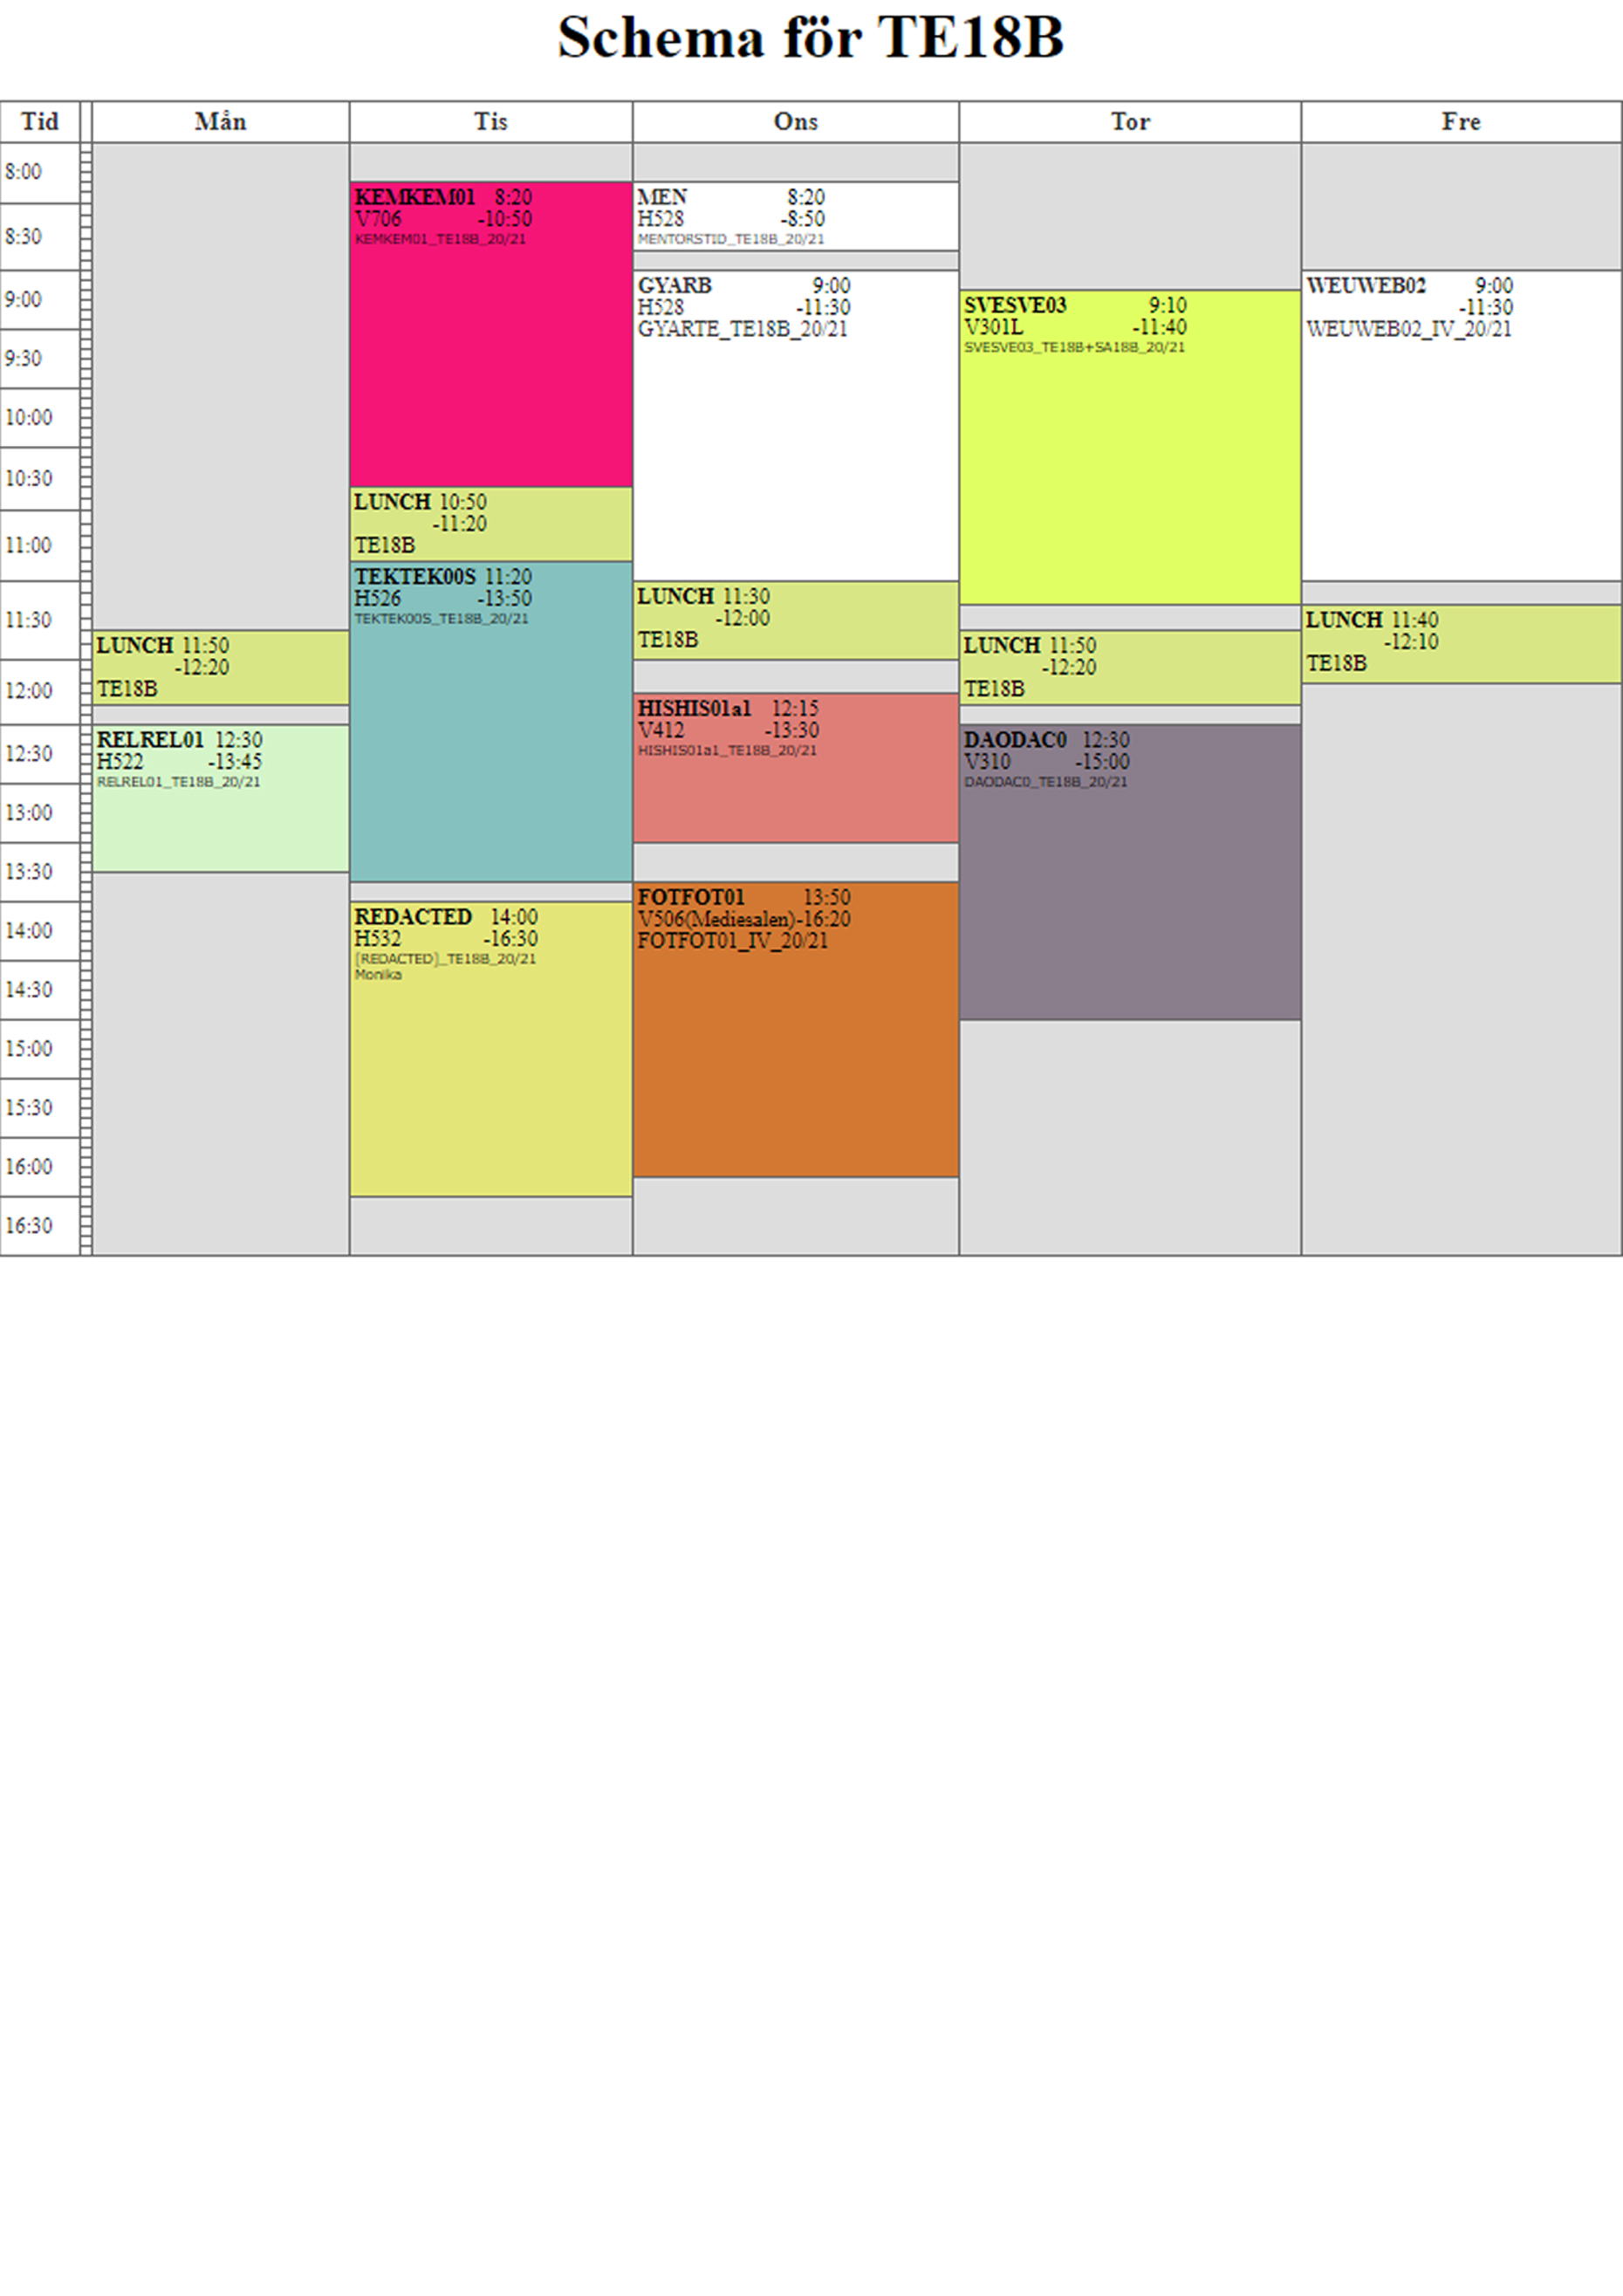 Schema för TE18B
Tid Mån Tis Ons Tor Fre
8:00
8:30
9:00
9:30
10:00
10:30
11:00
11:30
12:00
12:30
13:00
13:30
14:00
14:30
15:00
15:30
16:00
16:30
LUNCH 11:50
-12:20
TE18B
RELREL01 12:30
H522 -13:45
RELREL01_TE18B_20/21
KEMKEM01 8:20
V706 -10:50
KEMKEM01_TE18B_20/21
LUNCH 10:50
-11:20
TE18B
TEKTEK00S 11:20
H526 -13:50
TEKTEK00S_TE18B_20/21
REDACTED 14:00
H532 -16:30
[REDACTED]_TE18B_20/21
Monika
MEN 8:20
H528 -8:50
MENTORSTID_TE18B_20/21
GYARB 9:00
H528 -11:30
GYARTE_TE18B_20/21
LUNCH 11:30
-12:00
TE18B
HISHIS01a1 12:15
V412 -13:30
HISHIS01a1_TE18B_20/21
FOTFOT01 13:50
V506(Mediesalen)-16:20
FOTFOT01_IV_20/21
SVESVE03 9:10
V301L -11:40
SVESVE03_TE18B+SA18B_20/21
LUNCH 11:50
-12:20
TE18B
DAODAC0 12:30
V310 -15:00
DAODAC0_TE18B_20/21
WEUWEB02 9:00
-11:30
WEUWEB02_IV_20/21
LUNCH 11:40
-12:10
TE18B